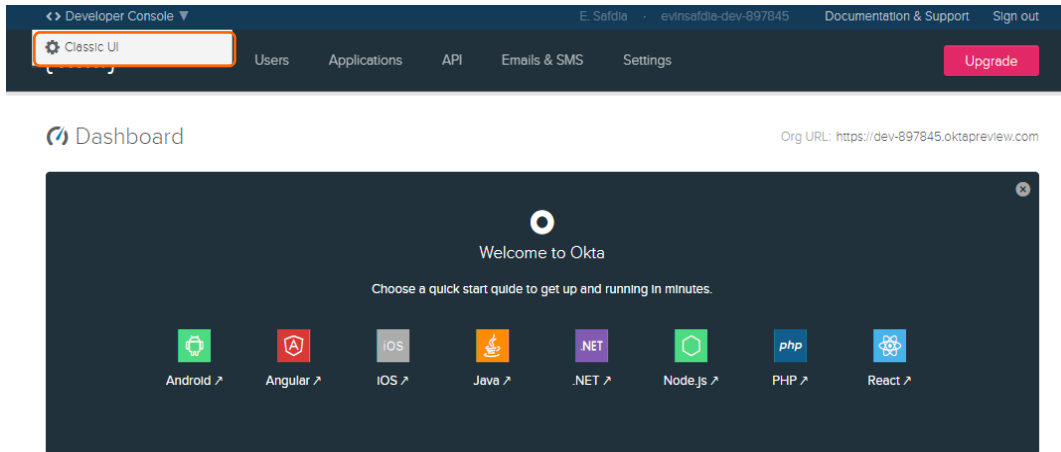 <> Developer Console ▼ E. Safdia · evinsafdia-dev-897845 Documentation & Support Sign out
Classic UI
Users Applications API Emails & SMS Settings Upgrade
Dashboard Org URL: https://dev-897845.oktapreview.com
Welcome to Okta
Choose a quick start guide to get up and running in minutes.
iOS .NET php
Android ↗ Angular ↗ iOS ↗ Java ↗ .NET ↗ Node.js ↗ PHP ↗ React ↗